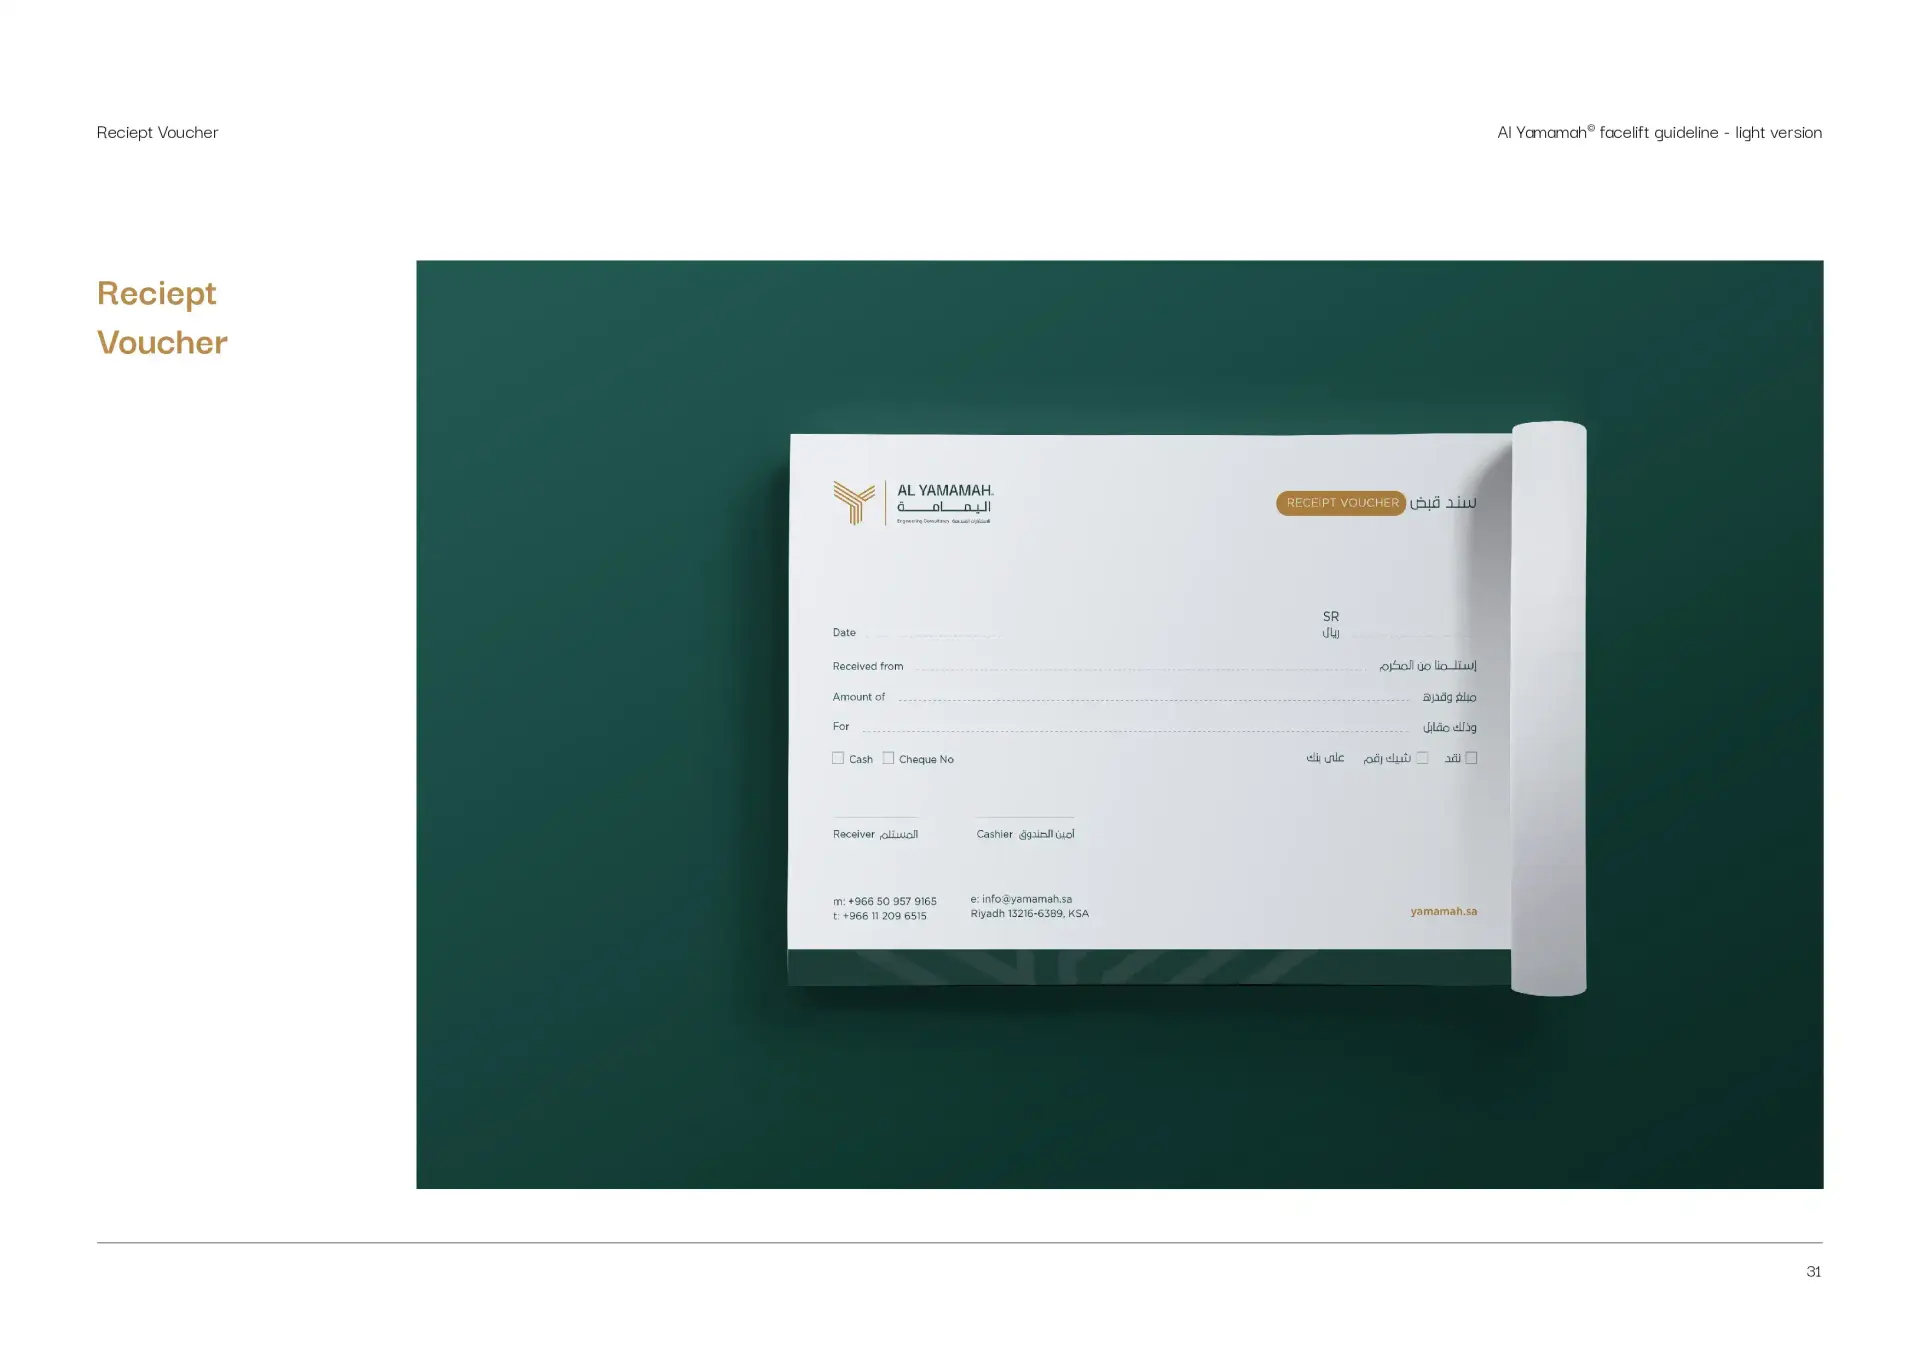 Reciept Voucher
Al Yamamah© facelift guideline - light version
Reciept
Voucher
AL YAMAMAH
اليمامة
Engineering Consultancy للاستشارات الهندسية
RECEIPT VOUCHER سند قبض
SR
Date ريال
Received from إستلمنا من المكرم
Amount of مبلغ وقدره
For وذلك مقابل
Cash Cheque No على بنك شيك رقم نقد
Receiver المستلم Cashier أمين الصندوق
m: +966 50 957 9165 e: info@yamamah.sa
t: +966 11 209 6515 Riyadh 13216-6389, KSA
yamamah.sa
31